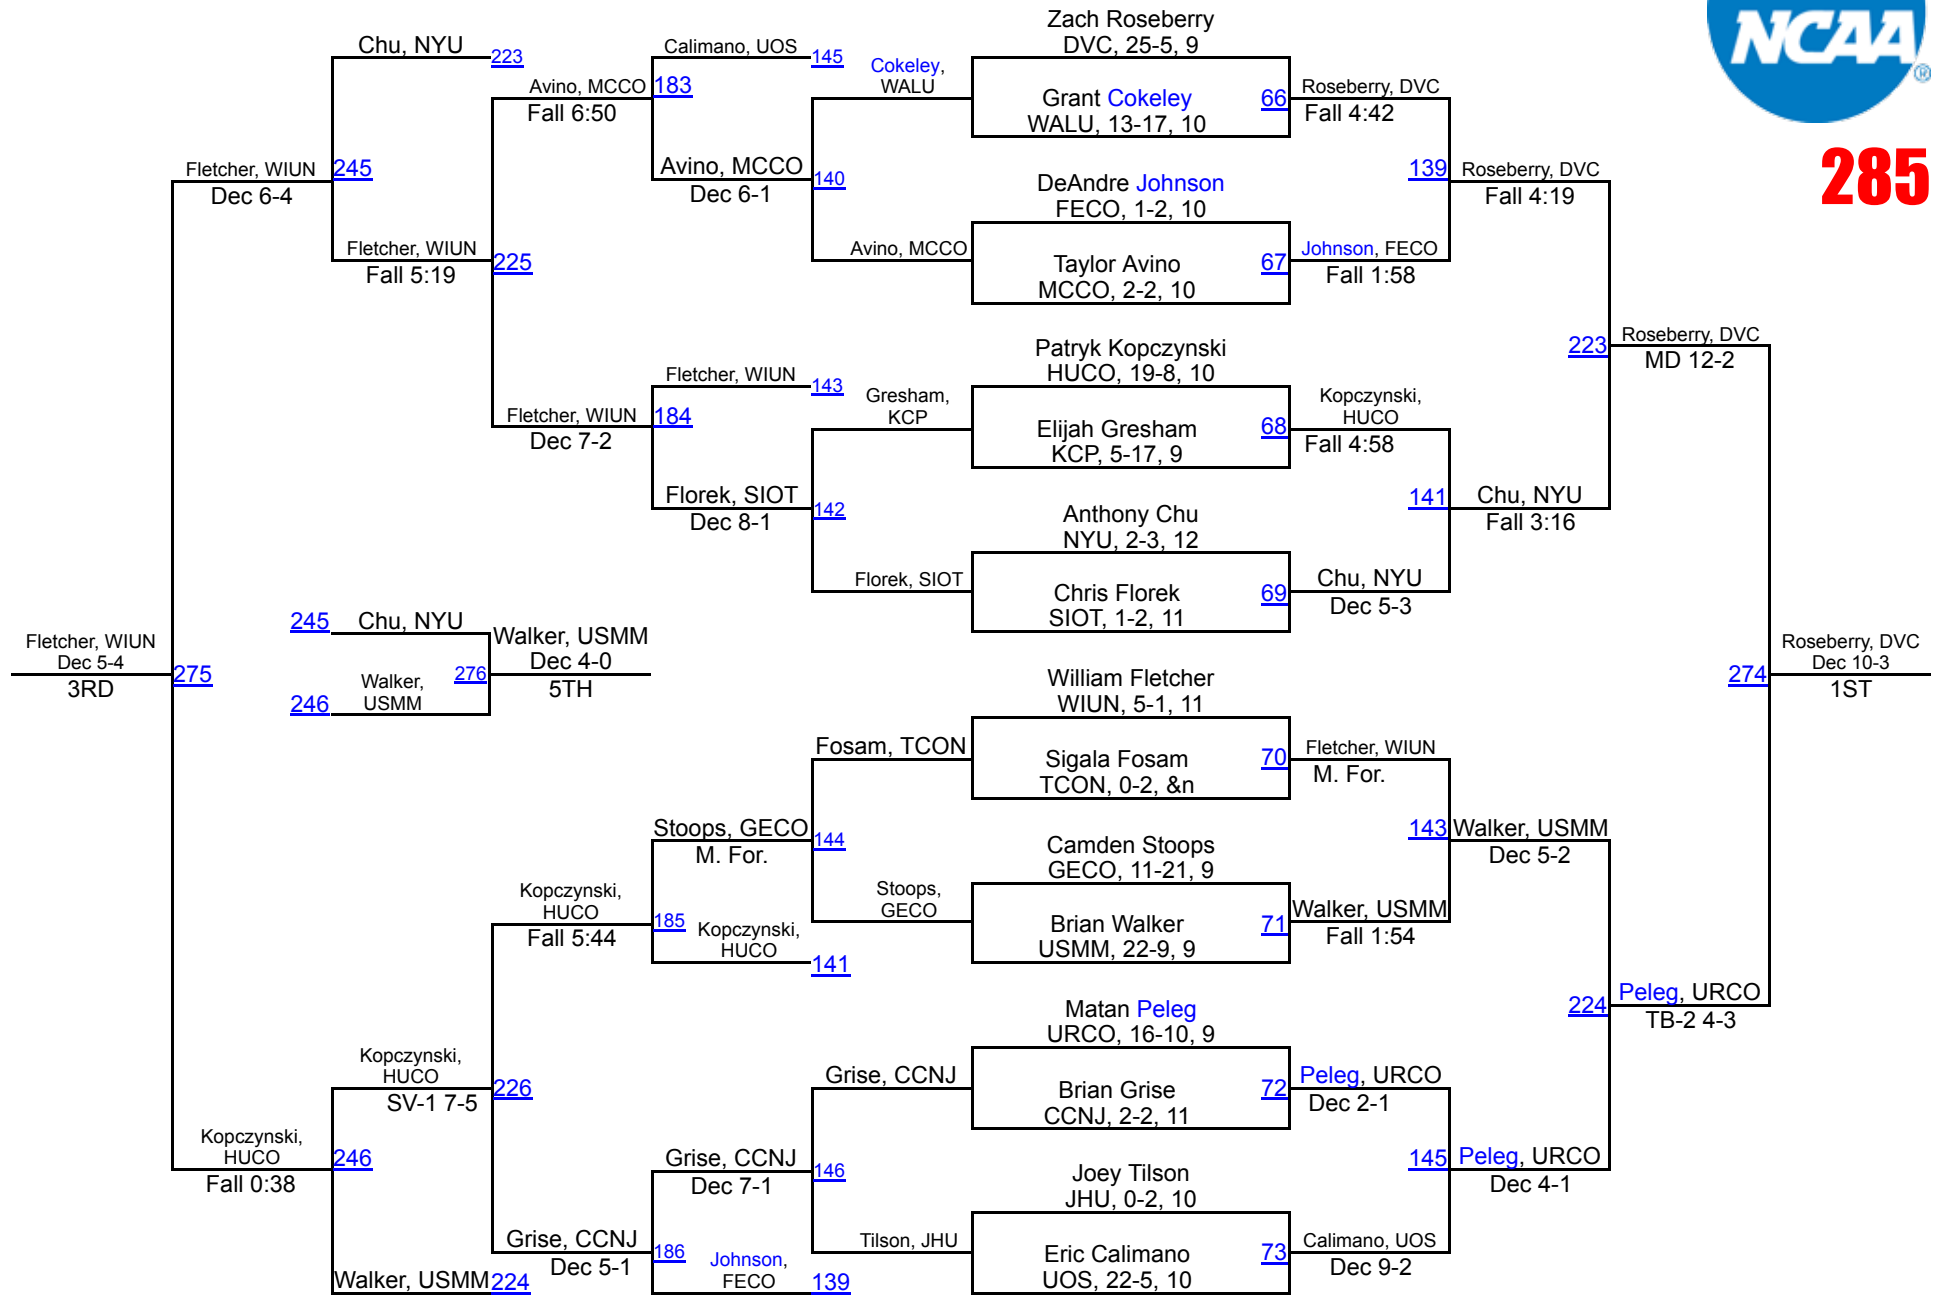 Zach Roseberry
DVC, 25-5, 9
NCAA
®
285
Chu, NYU
223
Calimano, UOS
145
Cokeley,
WALU
Grant Cokeley
WALU, 13-17, 10
66
Roseberry, DVC
Fall 4:42
Avino, MCCO
183
Fall 6:50
Fletcher, WIUN
245
Dec 6-4
Avino, MCCO
140
Dec 6-1
DeAndre Johnson
FECO, 1-2, 10
139
Roseberry, DVC
Fall 4:19
Fletcher, WIUN
225
Fall 5:19
Avino, MCCO
Taylor Avino
MCCO, 2-2, 10
67
Johnson, FECO
Fall 1:58
Patryk Kopczynski
HUCO, 19-8, 10
223
Roseberry, DVC
MD 12-2
Fletcher, WIUN
143
Gresham,
KCP
Elijah Gresham
KCP, 5-17, 9
68
Kopczynski,
HUCO
Fall 4:58
Fletcher, WIUN
184
Dec 7-2
Florek, SIOT
142
Dec 8-1
Anthony Chu
NYU, 2-3, 12
141
Chu, NYU
Fall 3:16
Florek, SIOT
Chris Florek
SIOT, 1-2, 11
69
Chu, NYU
Dec 5-3
Fletcher, WIUN
Dec 5-4
3RD
275
245
Chu, NYU
246
Walker,
USMM
276
Walker, USMM
Dec 4-0
5TH
William Fletcher
WIUN, 5-1, 11
274
Roseberry, DVC
Dec 10-3
1ST
Fosam, TCON
Sigala Fosam
TCON, 0-2, &n
70
Fletcher, WIUN
M. For.
Stoops, GECO
144
M. For.
Camden Stoops
GECO, 11-21, 9
143
Walker, USMM
Dec 5-2
Kopczynski,
HUCO
185
Fall 5:44
Kopczynski,
HUCO
141
Stoops,
GECO
Brian Walker
USMM, 22-9, 9
71
Walker, USMM
Fall 1:54
Matan Peleg
URCO, 16-10, 9
224
Peleg, URCO
TB-2 4-3
Kopczynski,
HUCO
226
SV-1 7-5
Grise, CCNJ
Brian Grise
CCNJ, 2-2, 11
72
Peleg, URCO
Dec 2-1
Kopczynski,
HUCO
246
Fall 0:38
Grise, CCNJ
146
Dec 7-1
Joey Tilson
JHU, 0-2, 10
145
Peleg, URCO
Dec 4-1
Grise, CCNJ
186
Dec 5-1
Tilson, JHU
Eric Calimano
UOS, 22-5, 10
73
Calimano, UOS
Dec 9-2
Walker, USMM
224
Johnson,
FECO
139